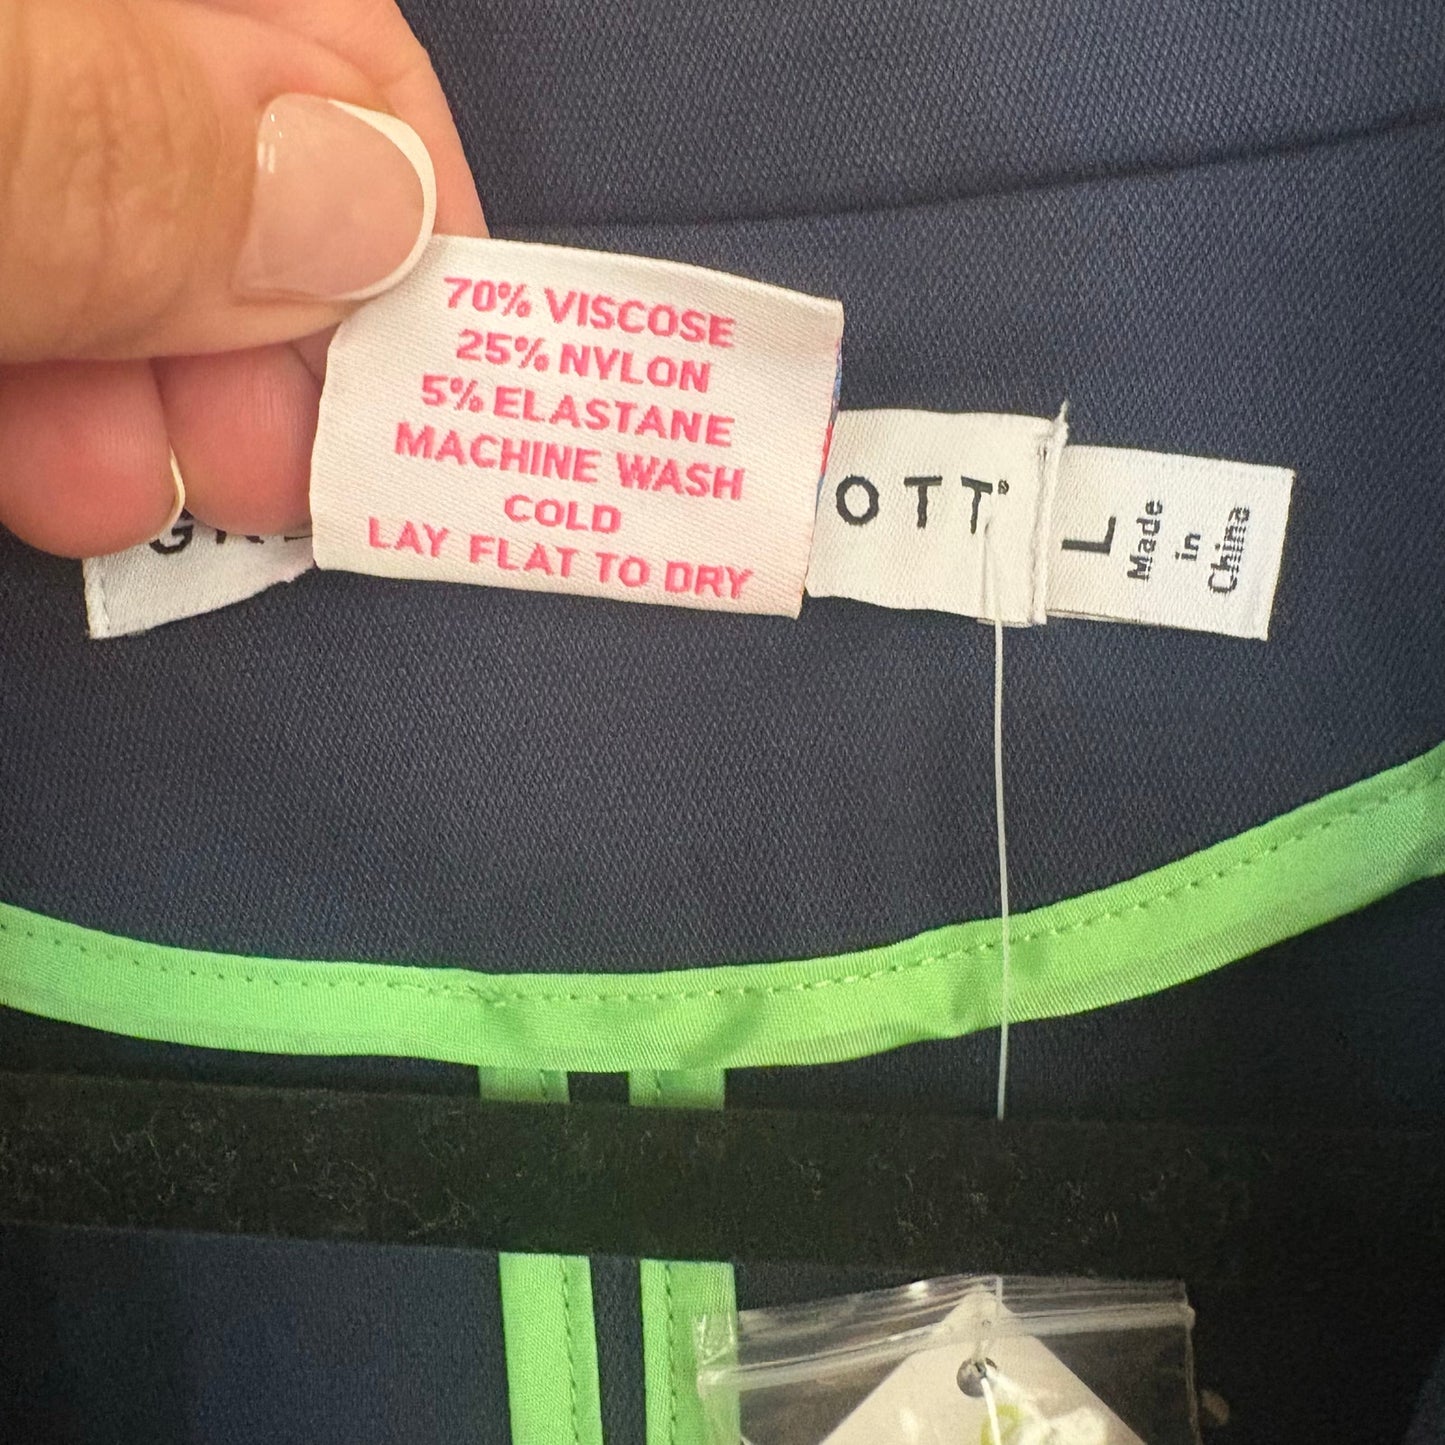 70% VISCOSE
25% NYLON
5% ELASTANE
MACHINE WASH
COLD
LAY FLAT TO DRY
OTT®
L
Made
in
China